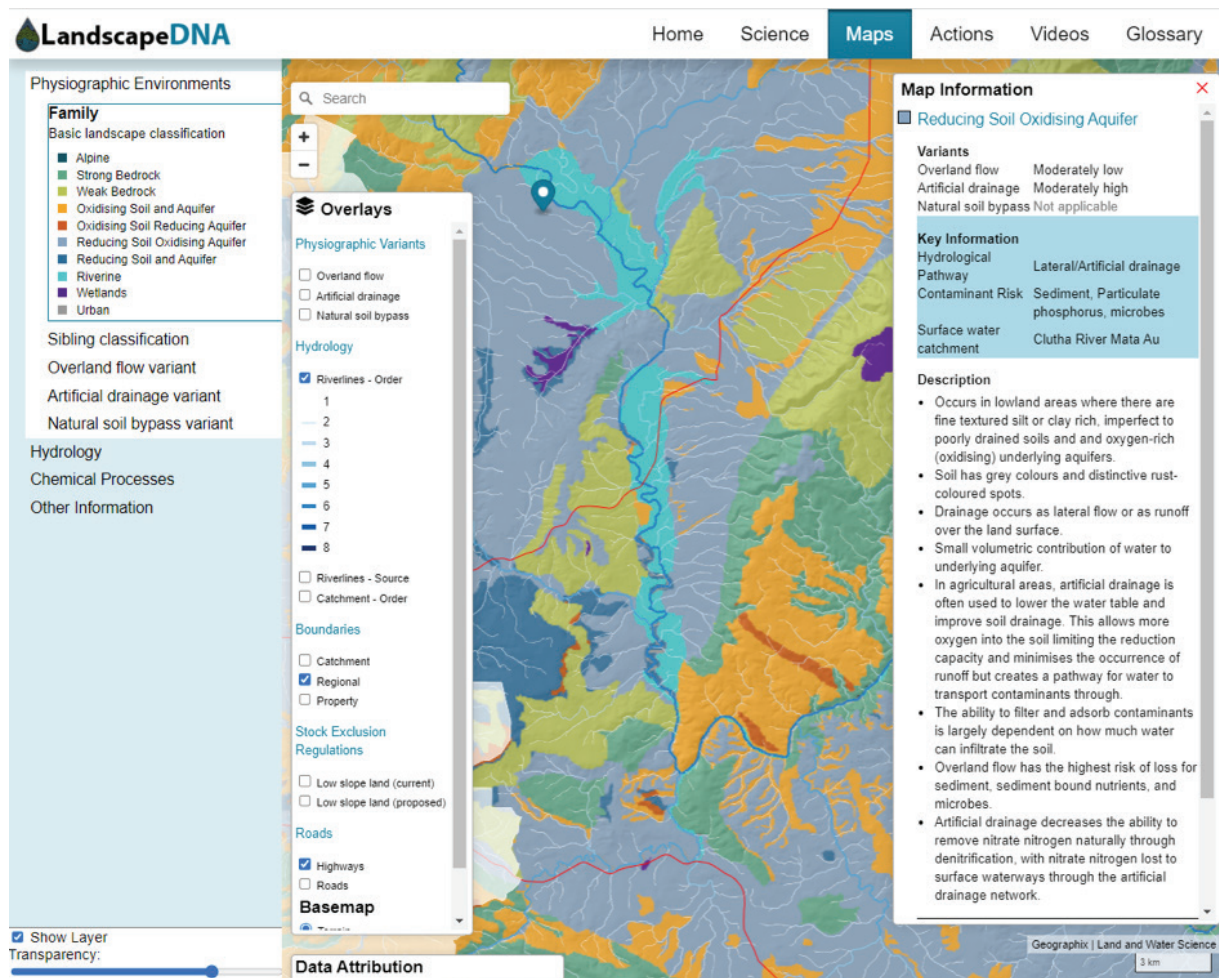 LandscapeDNA
Home
Science
Maps
Actions
Videos
Glossary
Physiographic Environments
Family
Basic landscape classification
Alpine
Strong Bedrock
Weak Bedrock
Oxidising Soil and Aquifer
Oxidising Soil Reducing Aquifer
Reducing Soil Oxidising Aquifer
Reducing Soil and Aquifer
Riverine
Wetlands
Urban
Sibling classification
Overland flow variant
Artificial drainage variant
Natural soil bypass variant
Hydrology
Chemical Processes
Other Information
Show Layer
Transparency:
Search
+
−
Overlays
Physiographic Variants
Overland flow
Artificial drainage
Natural soil bypass
Hydrology
Riverlines - Order
1
2
3
4
5
6
7
8
Riverlines - Source
Catchment - Order
Boundaries
Catchment
Regional
Property
Stock Exclusion
Regulations
Low slope land (current)
Low slope land (proposed)
Roads
Highways
Roads
Basemap
Data Attribution
Map Information
Reducing Soil Oxidising Aquifer
Variants
Overland flow Moderately low
Artificial drainage Moderately high
Natural soil bypass Not applicable
Key Information
Hydrological
Pathway
Lateral/Artificial drainage
Contaminant Risk Sediment, Particulate
phosphorus, microbes
Surface water
catchment
Clutha River Mata Au
Description
• Occurs in lowland areas where there are
fine textured silt or clay rich, imperfect to
poorly drained soils and and oxygen-rich
(oxidising) underlying aquifers.
• Soil has grey colours and distinctive rust-
coloured spots.
• Drainage occurs as lateral flow or as runoff
over the land surface.
• Small volumetric contribution of water to
underlying aquifer.
• In agricultural areas, artificial drainage is
often used to lower the water table and
improve soil drainage. This allows more
oxygen into the soil limiting the reduction
capacity and minimises the occurrence of
runoff but creates a pathway for water to
transport contaminants through.
• The ability to filter and adsorb contaminants
is largely dependent on how much water
can infiltrate the soil.
• Overland flow has the highest risk of loss for
sediment, sediment bound nutrients, and
microbes.
• Artificial drainage decreases the ability to
remove nitrate nitrogen naturally through
denitrification, with nitrate nitrogen lost to
surface waterways through the artificial
drainage network.
Geographix | Land and Water Science
3 km